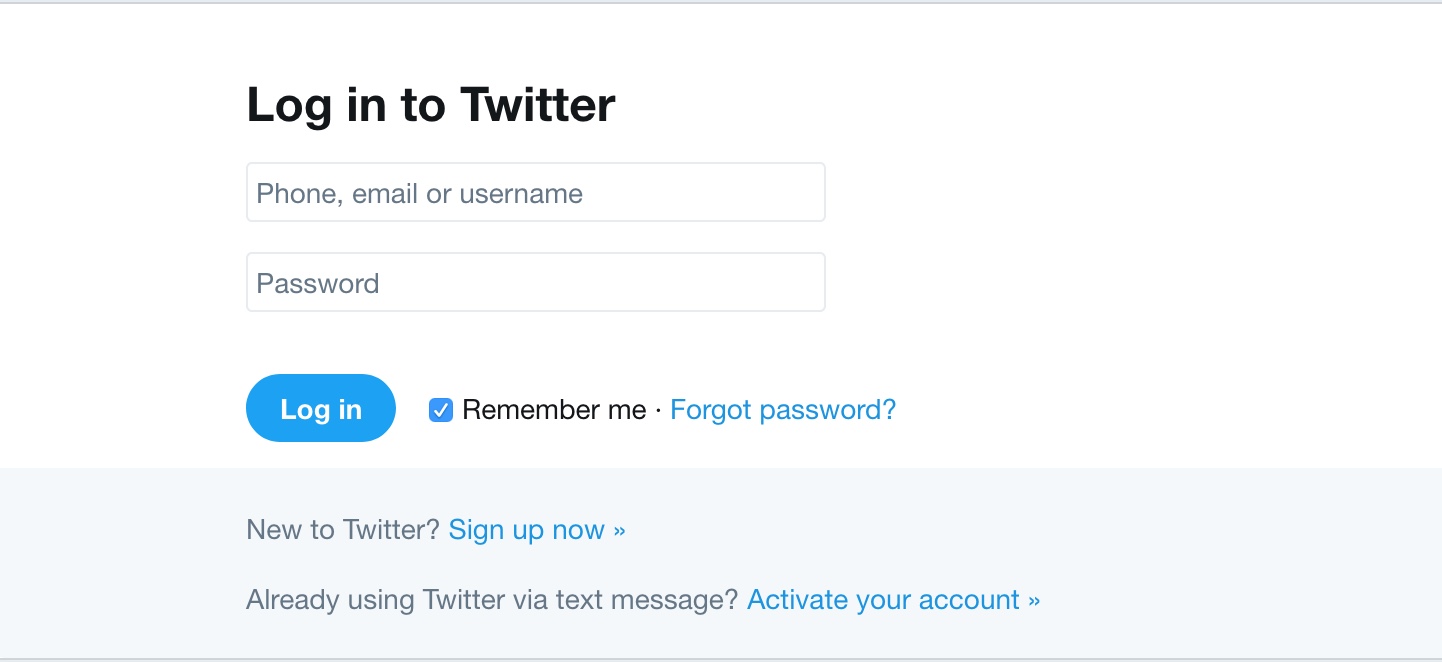 Log in to Twitter
Phone, email or username
Password
Log in Remember me · Forgot password?
New to Twitter? Sign up now »
Already using Twitter via text message? Activate your account »